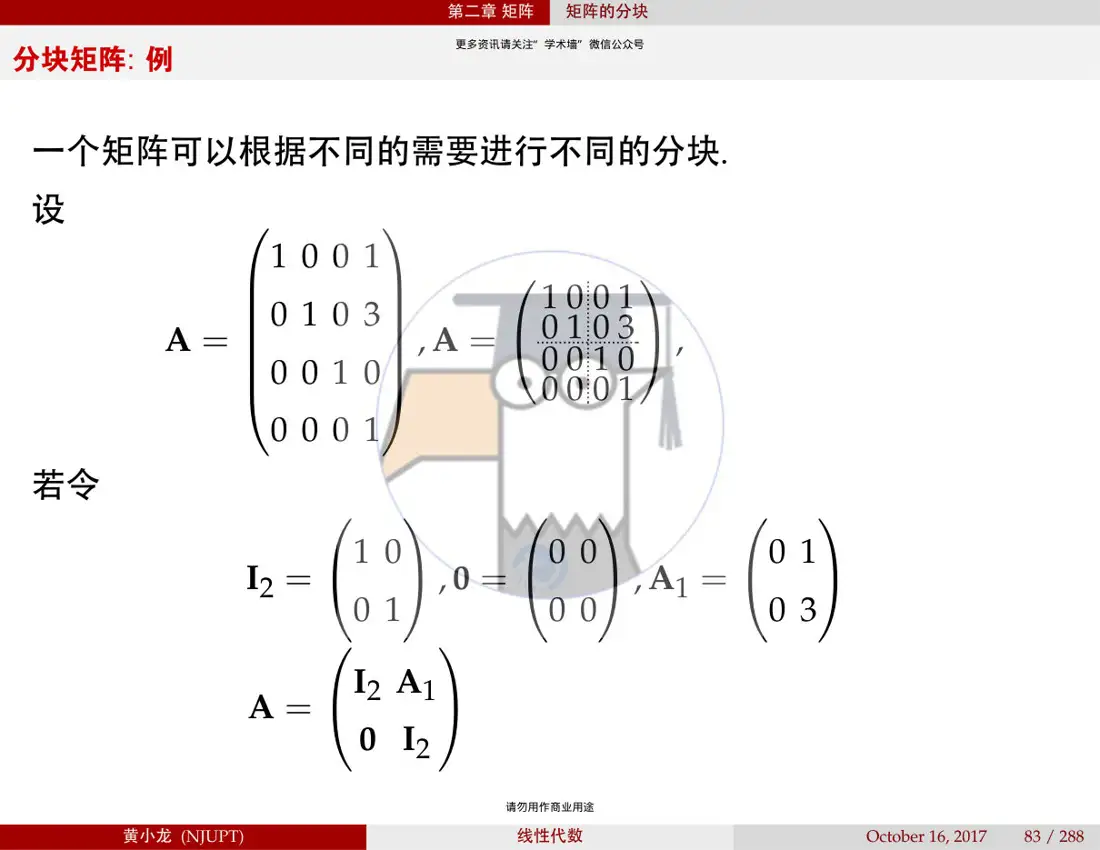 第二章 矩阵 矩阵的分块
更多资讯请关注“学术墙”微信公众号
分块矩阵: 例
一个矩阵可以根据不同的需要进行不同的分块.
设
A = (1 0 0 1
0 1 0 3
0 0 1 0
0 0 0 1), A = (1 0 0 1
0 1 0 3
0 0 1 0
0 0 0 1),
若令
I₂ = (1 0
0 1), 0 = (0 0
0 0), A₁ = (0 1
0 3)
A = (I₂ A₁
0 I₂)
请勿用作商业用途
黄小龙 (NJUPT) 线性代数 October 16, 2017 83 / 288